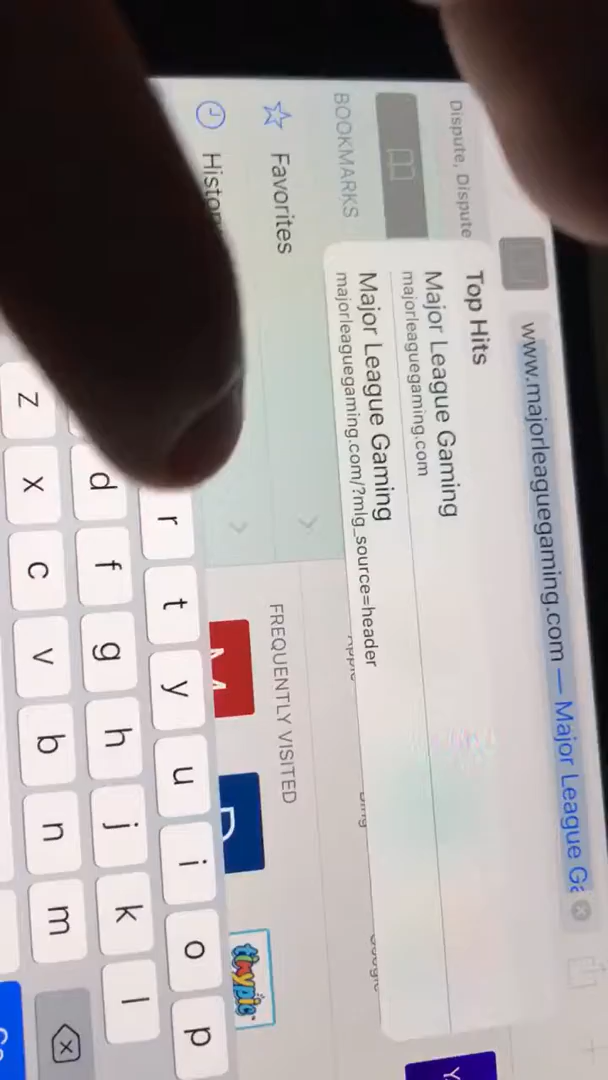 www.majorleaguegaming.com — Major League Ga
Dispute, Dispute
Top Hits
Major League Gaming
majorleaguegaming.com
Major League Gaming
majorleaguegaming.com/?mlg_source=header
BOOKMARKS
Favorites
History
FREQUENTLY VISITED
tinypic
r t y u i o p
d f g h j k l
z x c v b n m